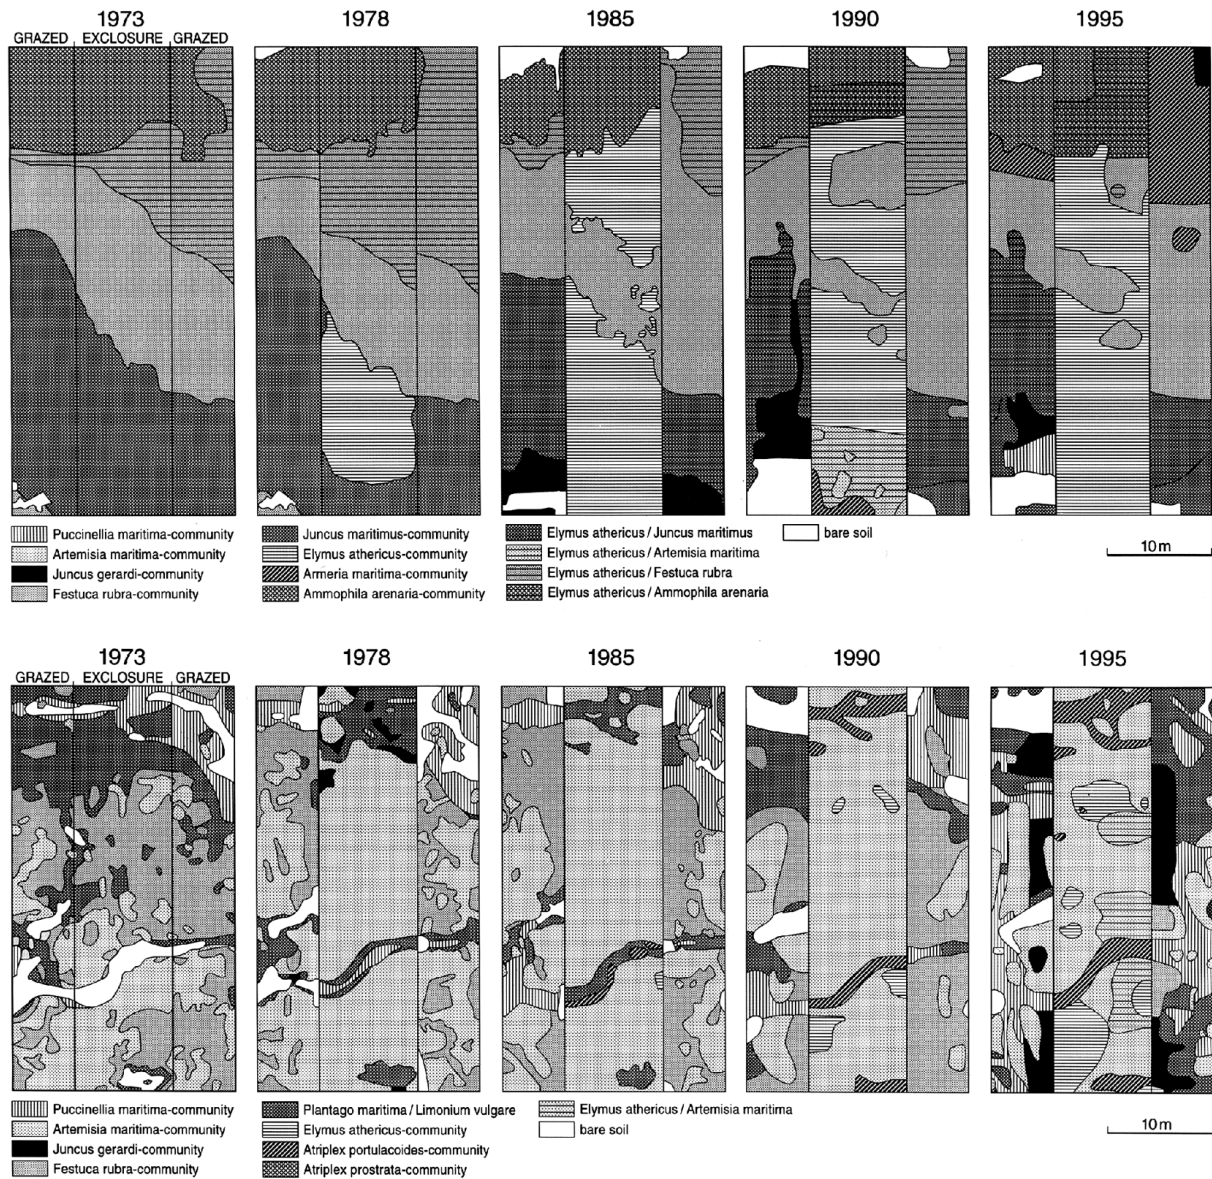 1973 1978 1985 1990 1995
GRAZED EXCLOSURE GRAZED
Puccinellia maritima-community
Artemisia maritima-community
Juncus gerardi-community
Festuca rubra-community
Juncus maritimus-community
Elymus athericus-community
Armeria maritima-community
Ammophila arenaria-community
Elymus athericus / Juncus maritimus
Elymus athericus / Artemisia maritima
Elymus athericus / Festuca rubra
Elymus athericus / Ammophila arenaria
bare soil
10 m
1973 1978 1985 1990 1995
GRAZED EXCLOSURE GRAZED
Puccinellia maritima-community
Artemisia maritima-community
Juncus gerardi-community
Festuca rubra-community
Plantago maritima / Limonium vulgare
Elymus athericus-community
Atriplex portulacoides-community
Atriplex prostrata-community
Elymus athericus / Artemisia maritima
bare soil
10 m